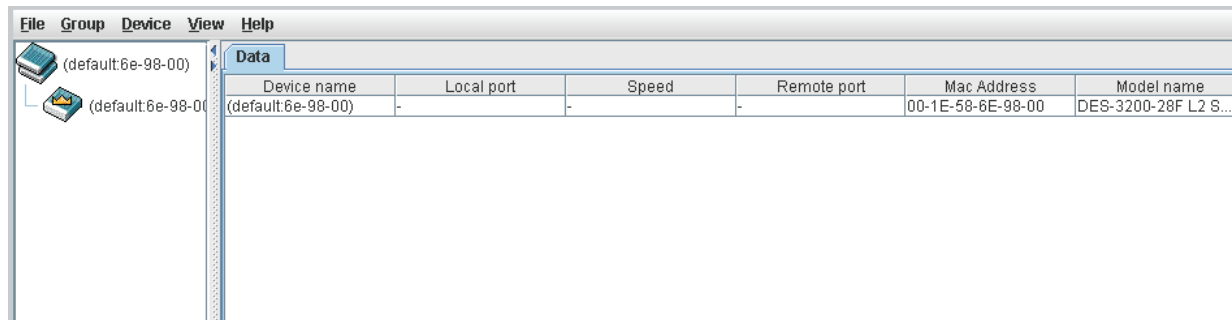 File Group Device View Help
(default:6e-98-00)
(default:6e-98-0
Data
Device name Local port Speed Remote port Mac Address Model name
(default:6e-98-00) - - - 00-1E-58-6E-98-00 DES-3200-28F L2 S...